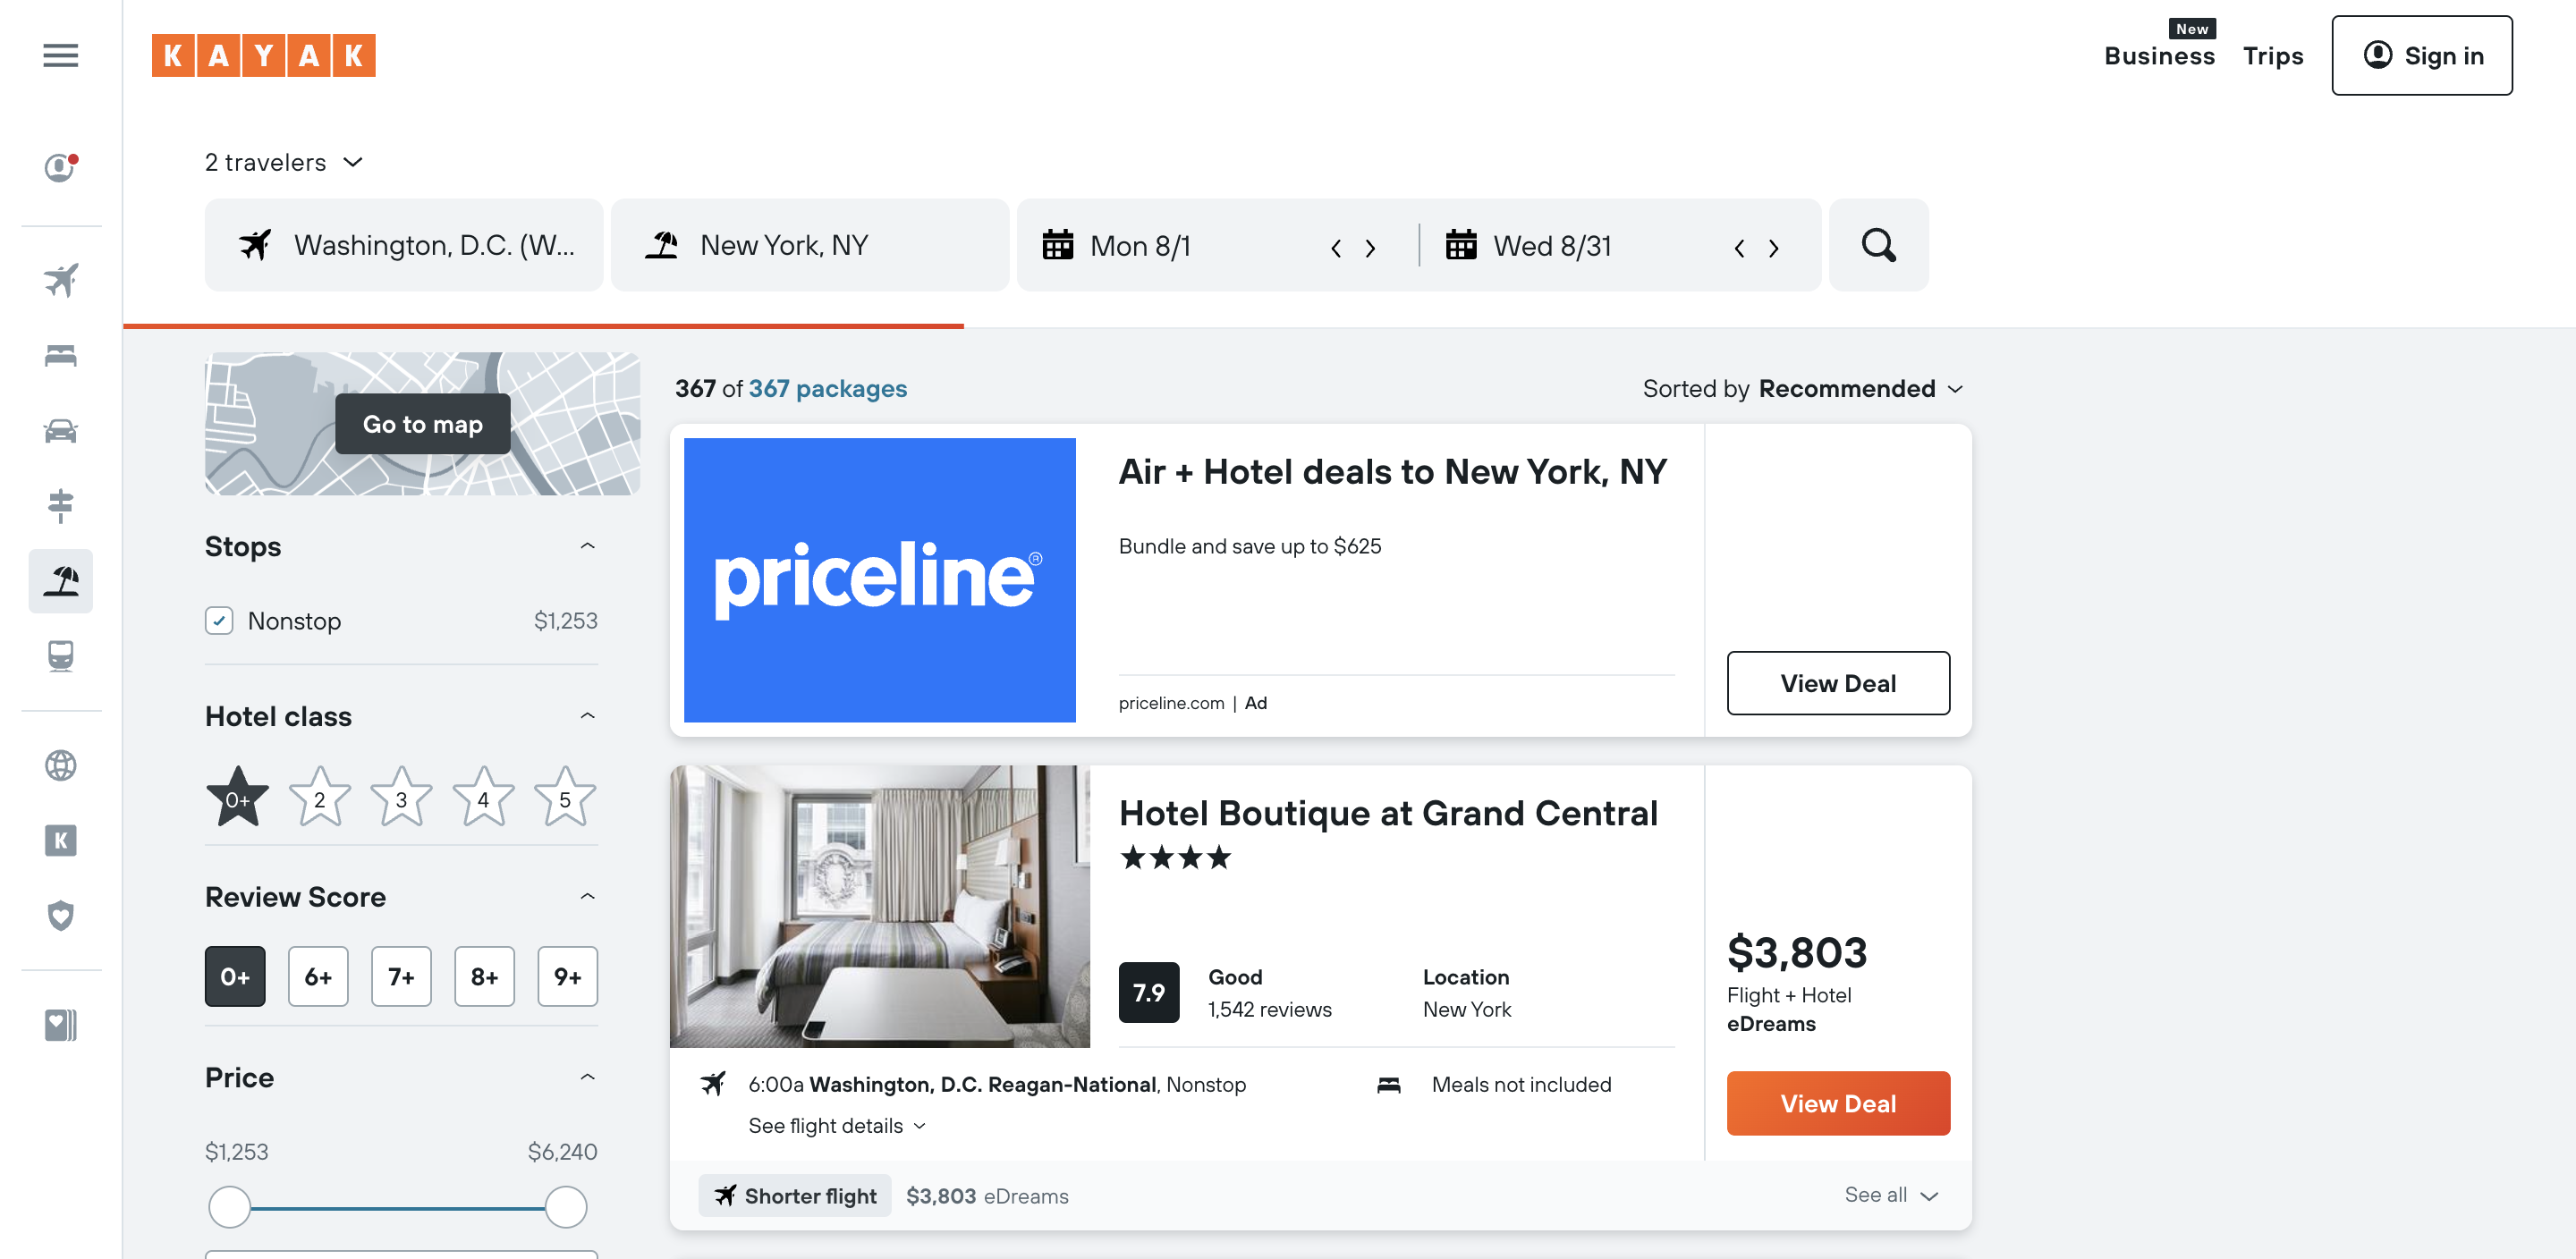 KAYAK
New
Business
Trips
Sign in
2 travelers
Washington, D.C. (W...
New York, NY
Mon 8/1
Wed 8/31
Go to map
367 of 367 packages
Sorted by Recommended
Stops
Nonstop
$1,253
Hotel class
0+
2
3
4
5
Review Score
0+
6+
7+
8+
9+
Price
$1,253
$6,240
priceline®
Air + Hotel deals to New York, NY
Bundle and save up to $625
priceline.com | Ad
View Deal
Hotel Boutique at Grand Central
7.9
Good
1,542 reviews
Location
New York
$3,803
Flight + Hotel
eDreams
View Deal
6:00a Washington, D.C. Reagan-National, Nonstop
See flight details
Meals not included
Shorter flight
$3,803 eDreams
See all
K